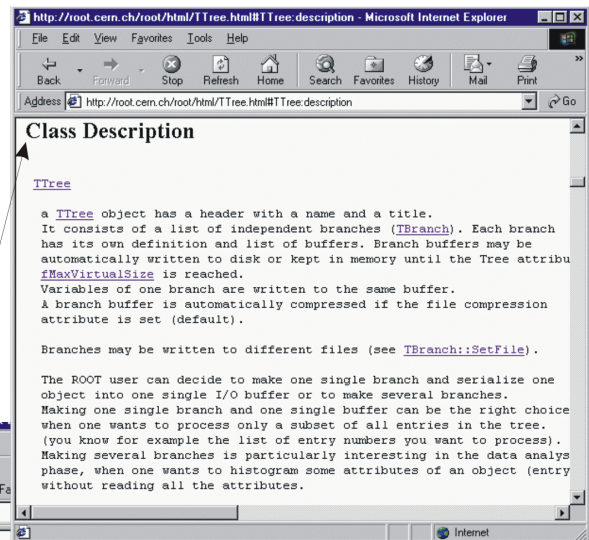 http://root.cern.ch/root/html/TTree.html#TTree:description - Microsoft Internet Explorer
File Edit View Favorites Tools Help
Back Forward Stop Refresh Home Search Favorites History Mail Print »
Address http://root.cern.ch/root/html/TTree.html#TTree:description Go
Class Description
TTree
a TTree object has a header with a name and a title.
It consists of a list of independent branches (TBranch). Each branch
has its own definition and list of buffers. Branch buffers may be
automatically written to disk or kept in memory until the Tree attribu
fMaxVirtualSize is reached.
Variables of one branch are written to the same buffer.
A branch buffer is automatically compressed if the file compression
attribute is set (default).
Branches may be written to different files (see TBranch::SetFile).
The ROOT user can decide to make one single branch and serialize one
object into one single I/O buffer or to make several branches.
Making one single branch and one single buffer can be the right choice
when one wants to process only a subset of all entries in the tree.
(you know for example the list of entry numbers you want to process).
Making several branches is particularly interesting in the data analys
phase, when one wants to histogram some attributes of an object (entry
without reading all the attributes.
Fa
Internet